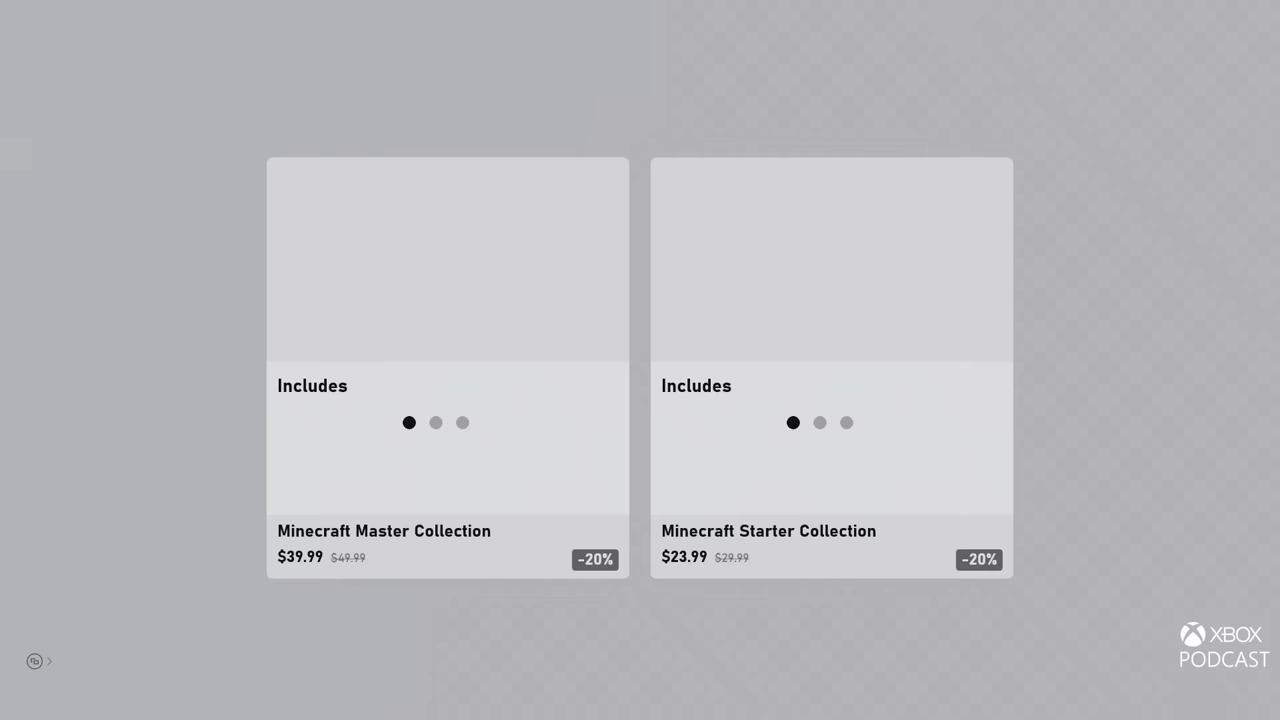 Includes
Minecraft Master Collection
$39.99 $49.99
-20%
Includes
Minecraft Starter Collection
$23.99 $29.99
-20%
XBOX
PODCAST